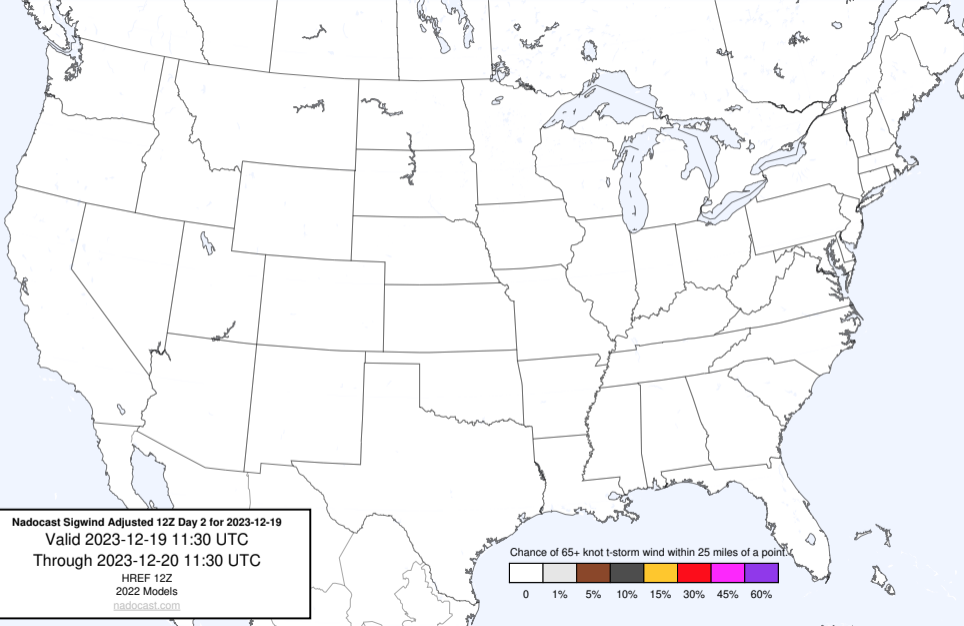 Nadocast Sigwind Adjusted 12Z Day 2 for 2023-12-19
Valid 2023-12-19 11:30 UTC
Through 2023-12-20 11:30 UTC
HREF 12Z
2022 Models
nadocast.com
Chance of 65+ knot t-storm wind within 25 miles of a point.
0 1% 5% 10% 15% 30% 45% 60%